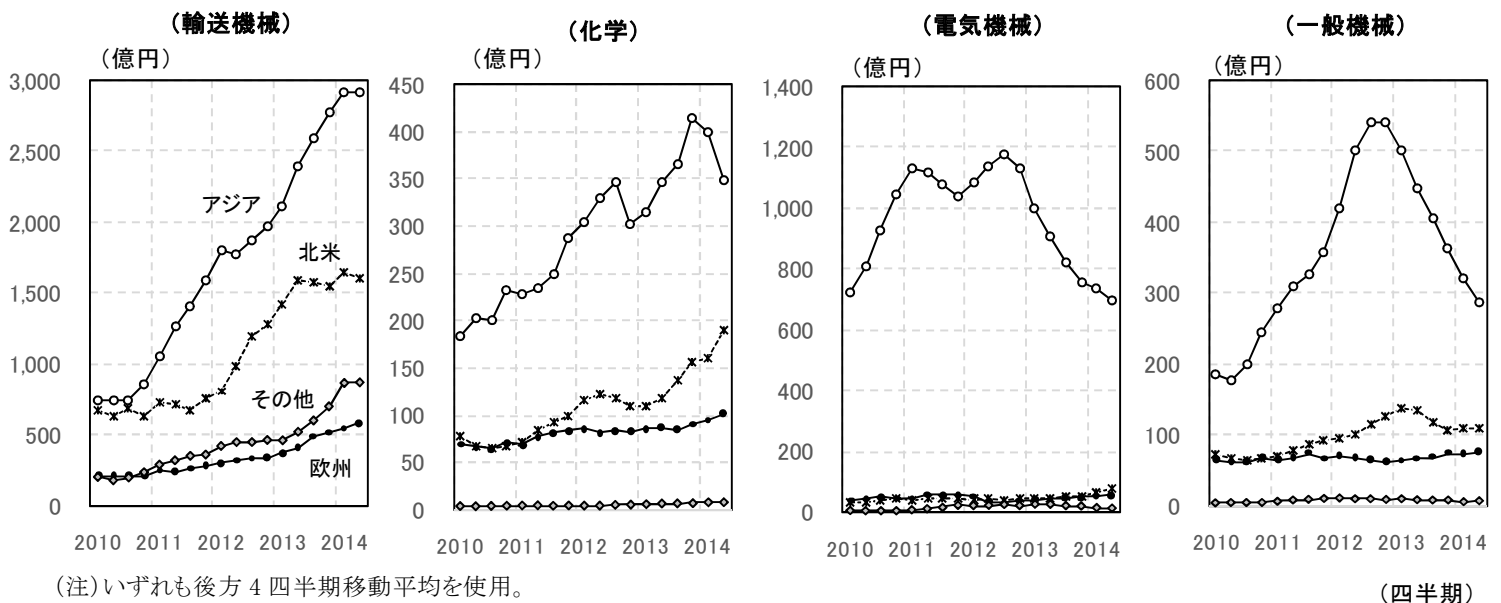 (輸送機械)
(億円)
3,000
2,500
2,000
1,500
1,000
500
0
アジア
北米
その他
欧州
2010 2011 2012 2013 2014
(化学)
(億円)
450
400
350
300
250
200
150
100
50
0
2010 2011 2012 2013 2014
(電気機械)
(億円)
1,400
1,200
1,000
800
600
400
200
0
2010 2011 2012 2013 2014
(一般機械)
(億円)
600
500
400
300
200
100
0
2010 2011 2012 2013 2014
(注)いずれも後方4四半期移動平均を使用。
(四半期)